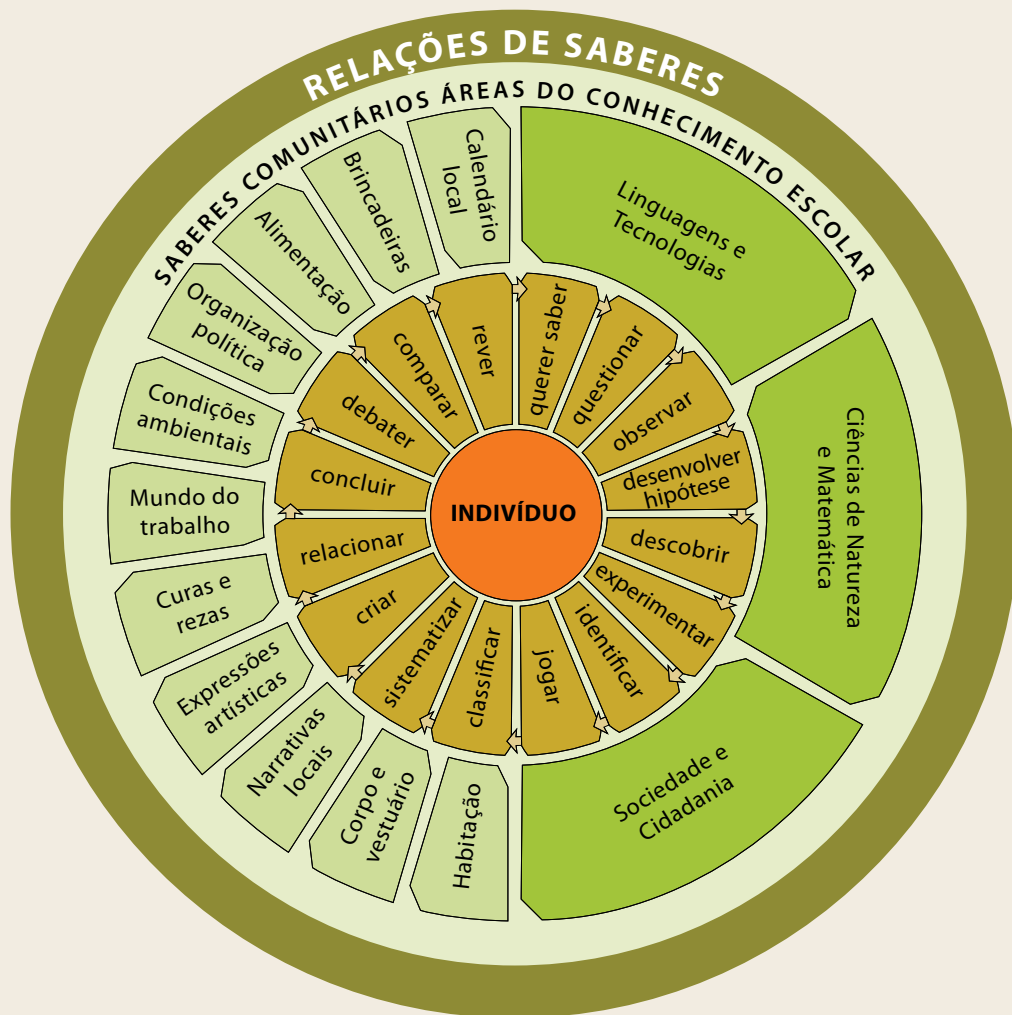 RELAÇÕES DE SABERES
SABERES COMUNITÁRIOS
ÁREAS DO CONHECIMENTO ESCOLAR
Calendário
local
Brincadeiras
Alimentação
Organização
política
Condições
ambientais
Mundo do
trabalho
Curas e
rezas
Expressões
artísticas
Narrativas
locais
Corpo e
vestuário
Habitação
Linguagens e
Tecnologias
Ciências de Natureza
e Matemática
Sociedade e
Cidadania
querer saber
questionar
observar
desenvolver
hipótese
descobrir
experimentar
identificar
jogar
classificar
sistematizar
criar
relacionar
concluir
debater
comparar
rever
INDIVÍDUO